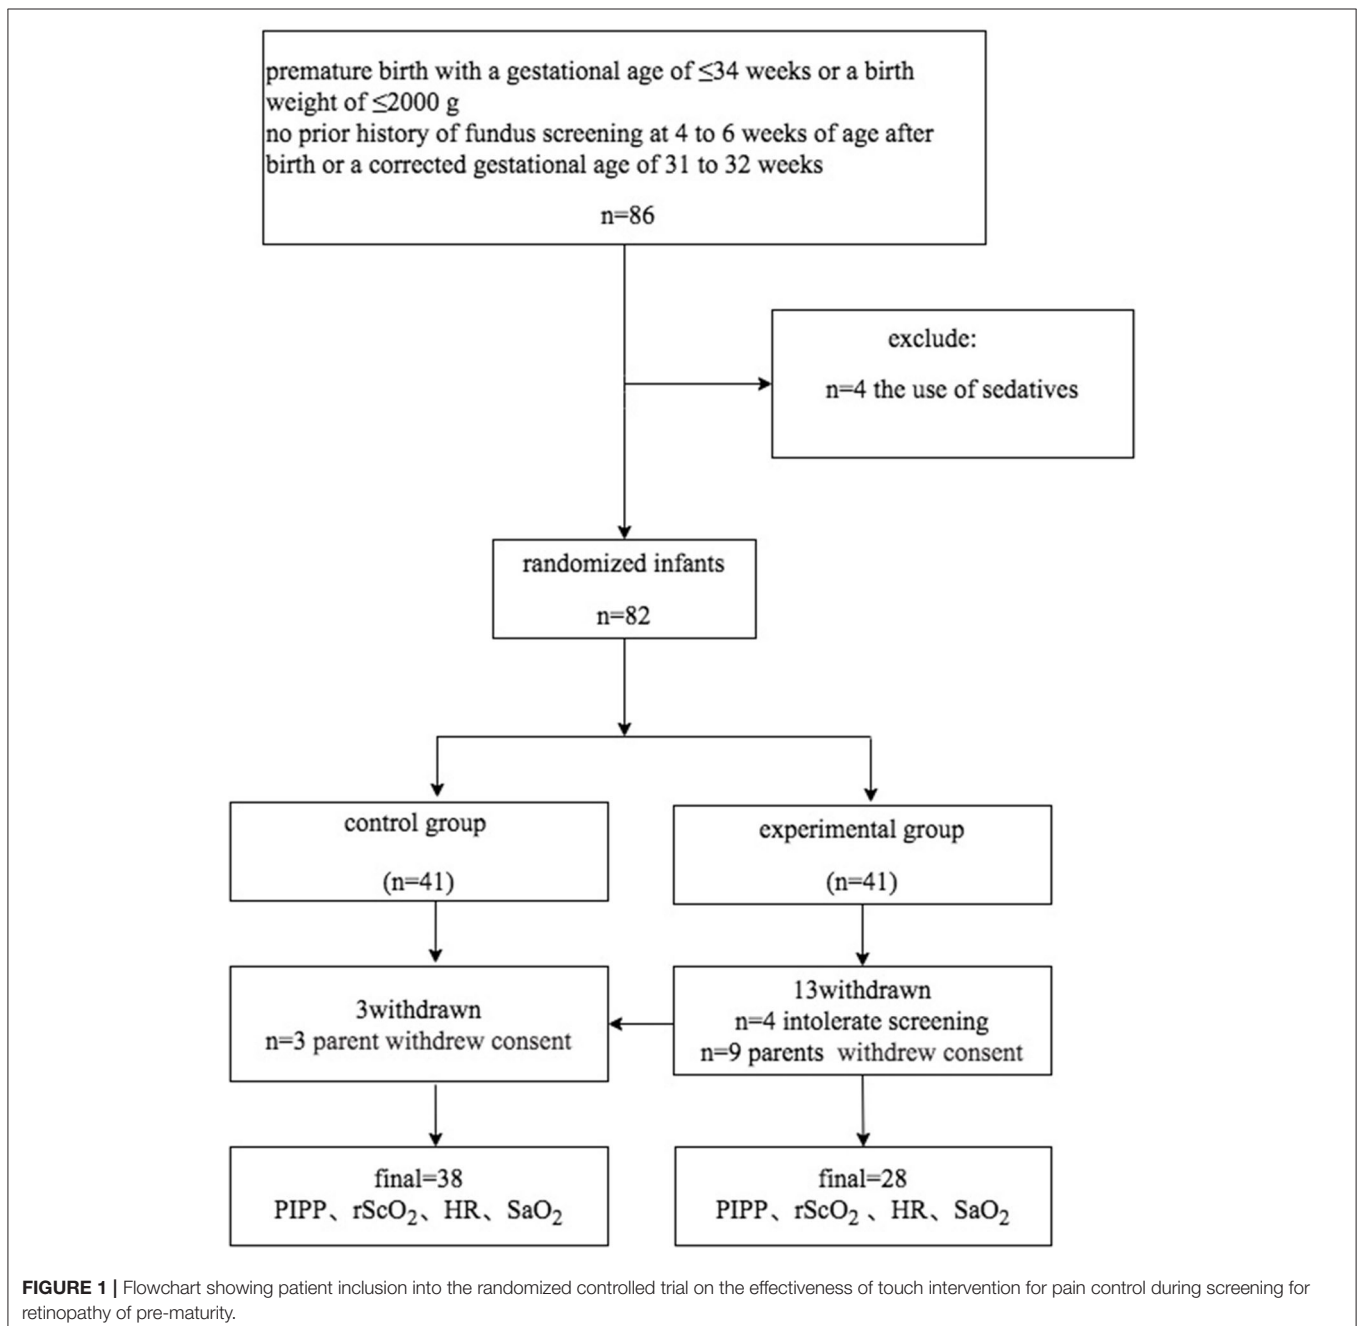 premature birth with a gestational age of ≤34 weeks or a birth
weight of ≤2000 g
no prior history of fundus screening at 4 to 6 weeks of age after
birth or a corrected gestational age of 31 to 32 weeks
n=86
exclude:
n=4 the use of sedatives
randomized infants
n=82
control group
(n=41)
experimental group
(n=41)
3withdrawn
n=3 parent withdrew consent
13withdrawn
n=4 intolerate screening
n=9 parents withdrew consent
final=38
PIPP、rScO₂、HR、SaO₂
final=28
PIPP、rScO₂ 、HR、SaO₂
FIGURE 1 | Flowchart showing patient inclusion into the randomized controlled trial on the effectiveness of touch intervention for pain control during screening for
retinopathy of pre-maturity.